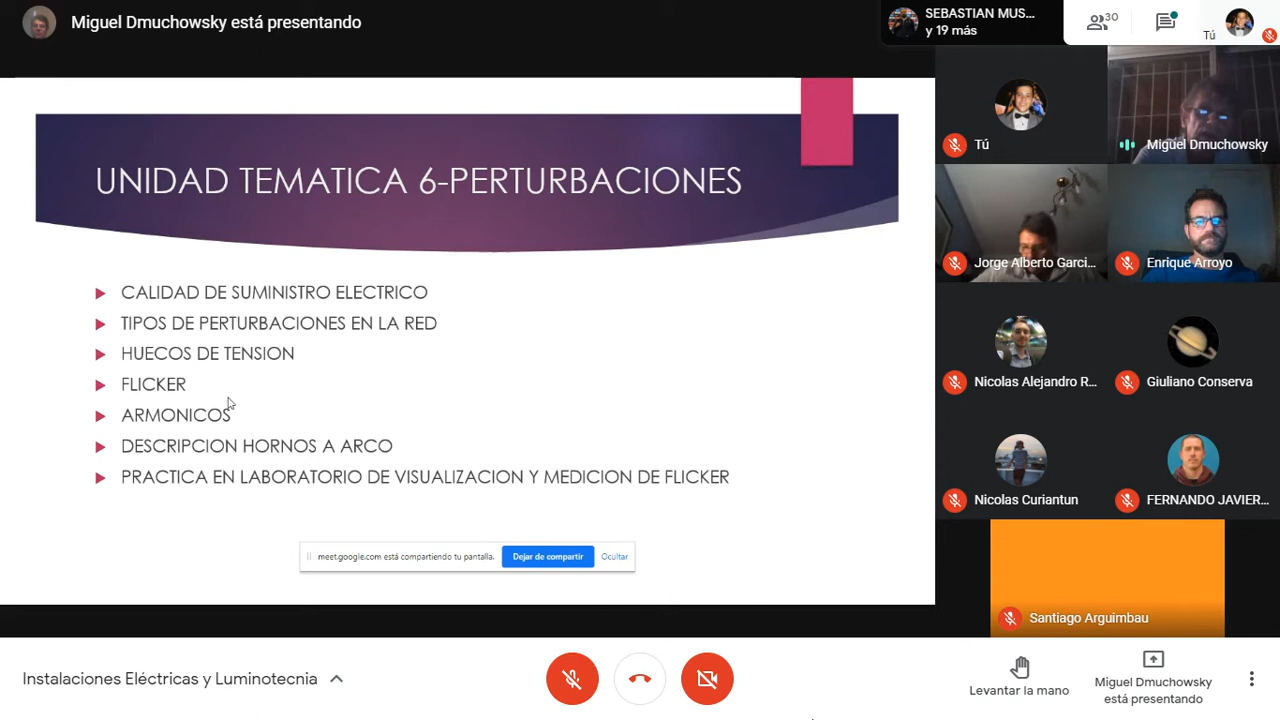 Miguel Dmuchowsky está presentando
SEBASTIAN MUS...
y 19 más
30
Tú
UNIDAD TEMATICA 6-PERTURBACIONES
CALIDAD DE SUMINISTRO ELECTRICO
TIPOS DE PERTURBACIONES EN LA RED
HUECOS DE TENSION
FLICKER
ARMONICOS
DESCRIPCION HORNOS A ARCO
PRACTICA EN LABORATORIO DE VISUALIZACION Y MEDICION DE FLICKER
meet.google.com está compartiendo tu pantalla.
Dejar de compartir
Ocultar
Tú
Miguel Dmuchowsky
Jorge Alberto Garci...
Enrique Arroyo
Nicolas Alejandro R...
Giuliano Conserva
Nicolas Curiantun
FERNANDO JAVIER...
Santiago Arguimbau
Instalaciones Eléctricas y Luminotecnia
Levantar la mano
Miguel Dmuchowsky
está presentando